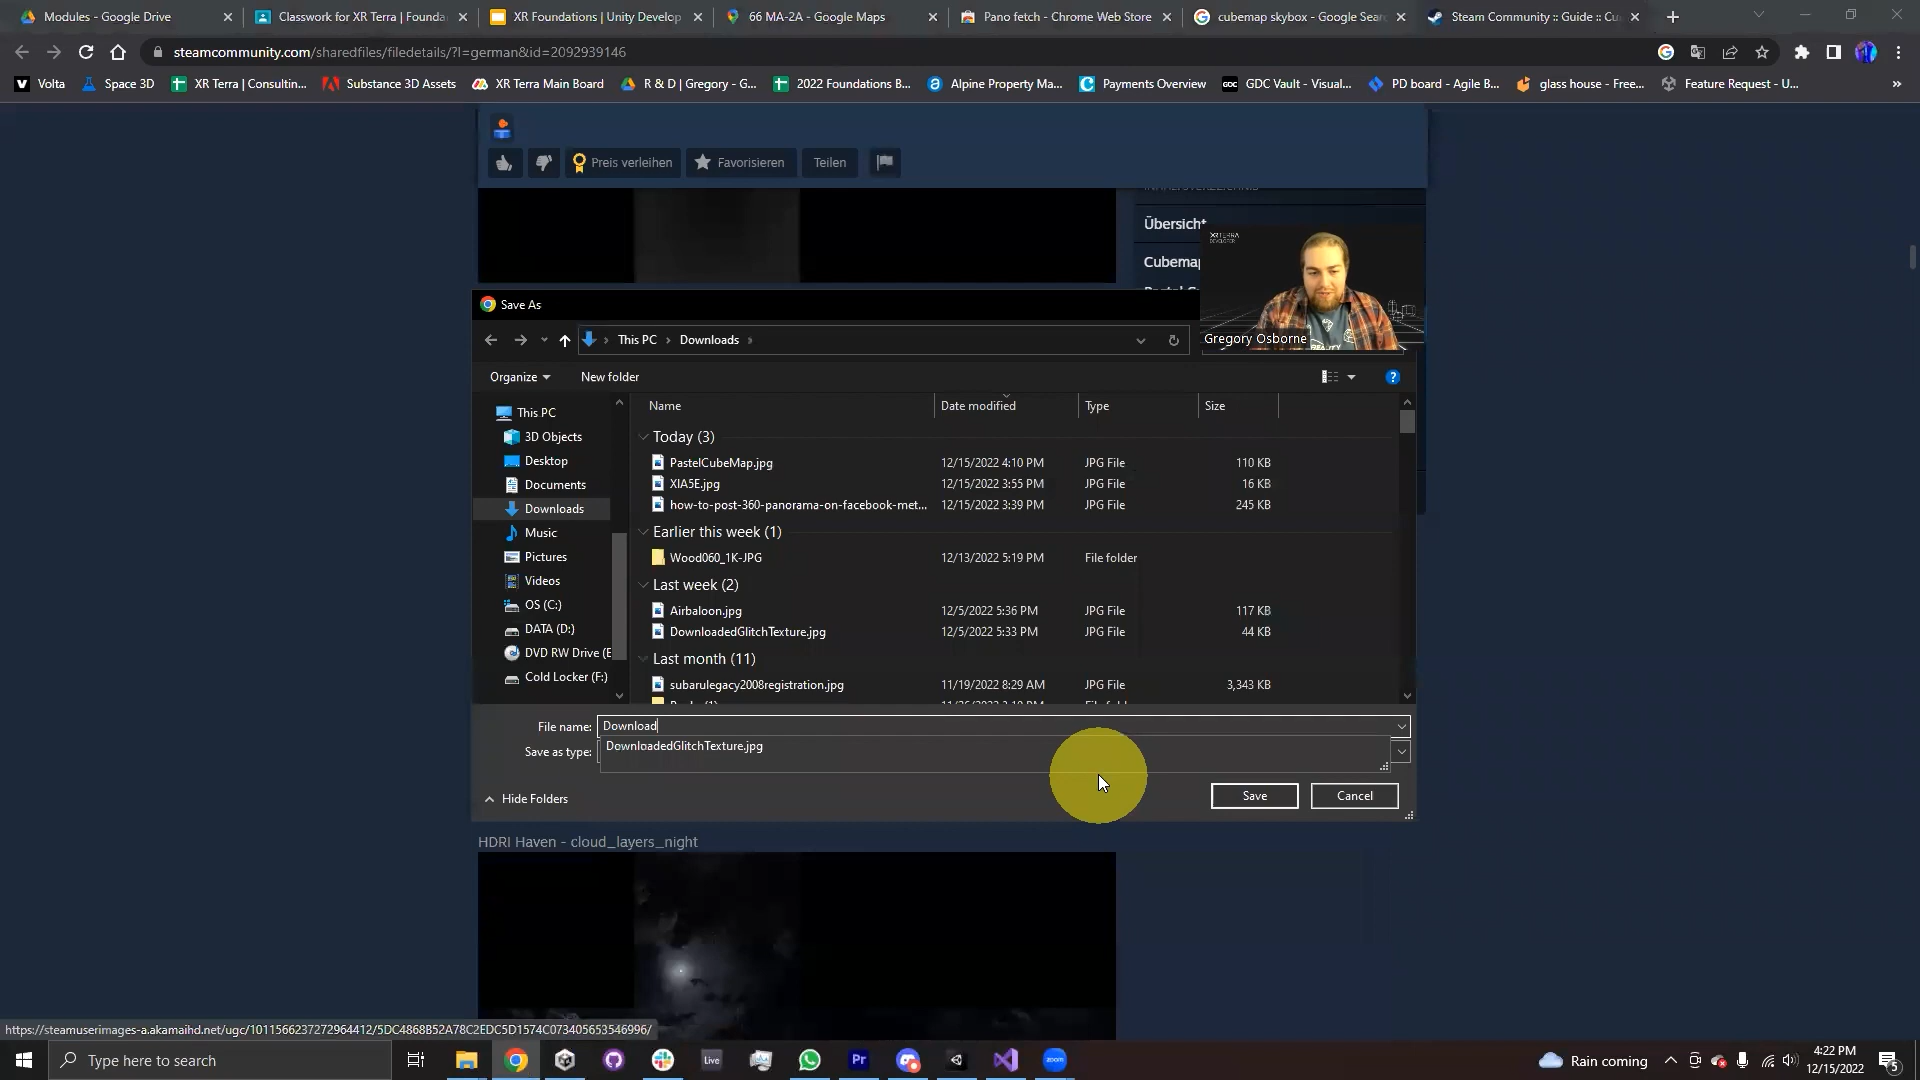 Modules - Google Drive
Classwork for XR Terra | Founda
XR Foundations | Unity Develop
66 MA-2A - Google Maps
Pano fetch - Chrome Web Store
cubemap skybox - Google Sear
Steam Community :: Guide :: Cu
steamcommunity.com/sharedfiles/filedetails/?l=german&id=2092939146
Volta
Space 3D
XR Terra | Consultin...
Substance 3D Assets
XR Terra Main Board
R & D | Gregory - G...
2022 Foundations B...
Alpine Property Ma...
Payments Overview
GDC Vault - Visual...
PD board - Agile B...
glass house - Free...
Feature Request - U...
Preis verleihen
Favorisieren
Teilen
Übersicht
Cubemap
XR TERRA
DEVELOPER
Gregory Osborne
Save As
This PC
Downloads
Organize
New folder
This PC
3D Objects
Desktop
Documents
Downloads
Music
Pictures
Videos
OS (C:)
DATA (D:)
DVD RW Drive (E
Cold Locker (F:)
Name Date modified Type Size
Today (3)
PastelCubeMap.jpg 12/15/2022 4:10 PM JPG File 110 KB
XIA5E.jpg 12/15/2022 3:55 PM JPG File 16 KB
how-to-post-360-panorama-on-facebook-met... 12/15/2022 3:39 PM JPG File 245 KB
Earlier this week (1)
Wood060_1K-JPG 12/13/2022 5:19 PM File folder
Last week (2)
Airbaloon.jpg 12/5/2022 5:36 PM JPG File 117 KB
DownloadedGlitchTexture.jpg 12/5/2022 5:33 PM JPG File 44 KB
Last month (11)
subarulegacy2008registration.jpg 11/19/2022 8:29 AM JPG File 3,343 KB
File name: Download
DownloadedGlitchTexture.jpg
Save as type:
Hide Folders
Save
Cancel
HDRI Haven - cloud_layers_night
https://steamuserimages-a.akamaihd.net/ugc/1011566237272964412/5DC4868B52A78C2EDC5D1574C073405653546996/
Type here to search
Live
Pr
zoom
Rain coming
4:22 PM
12/15/2022
5